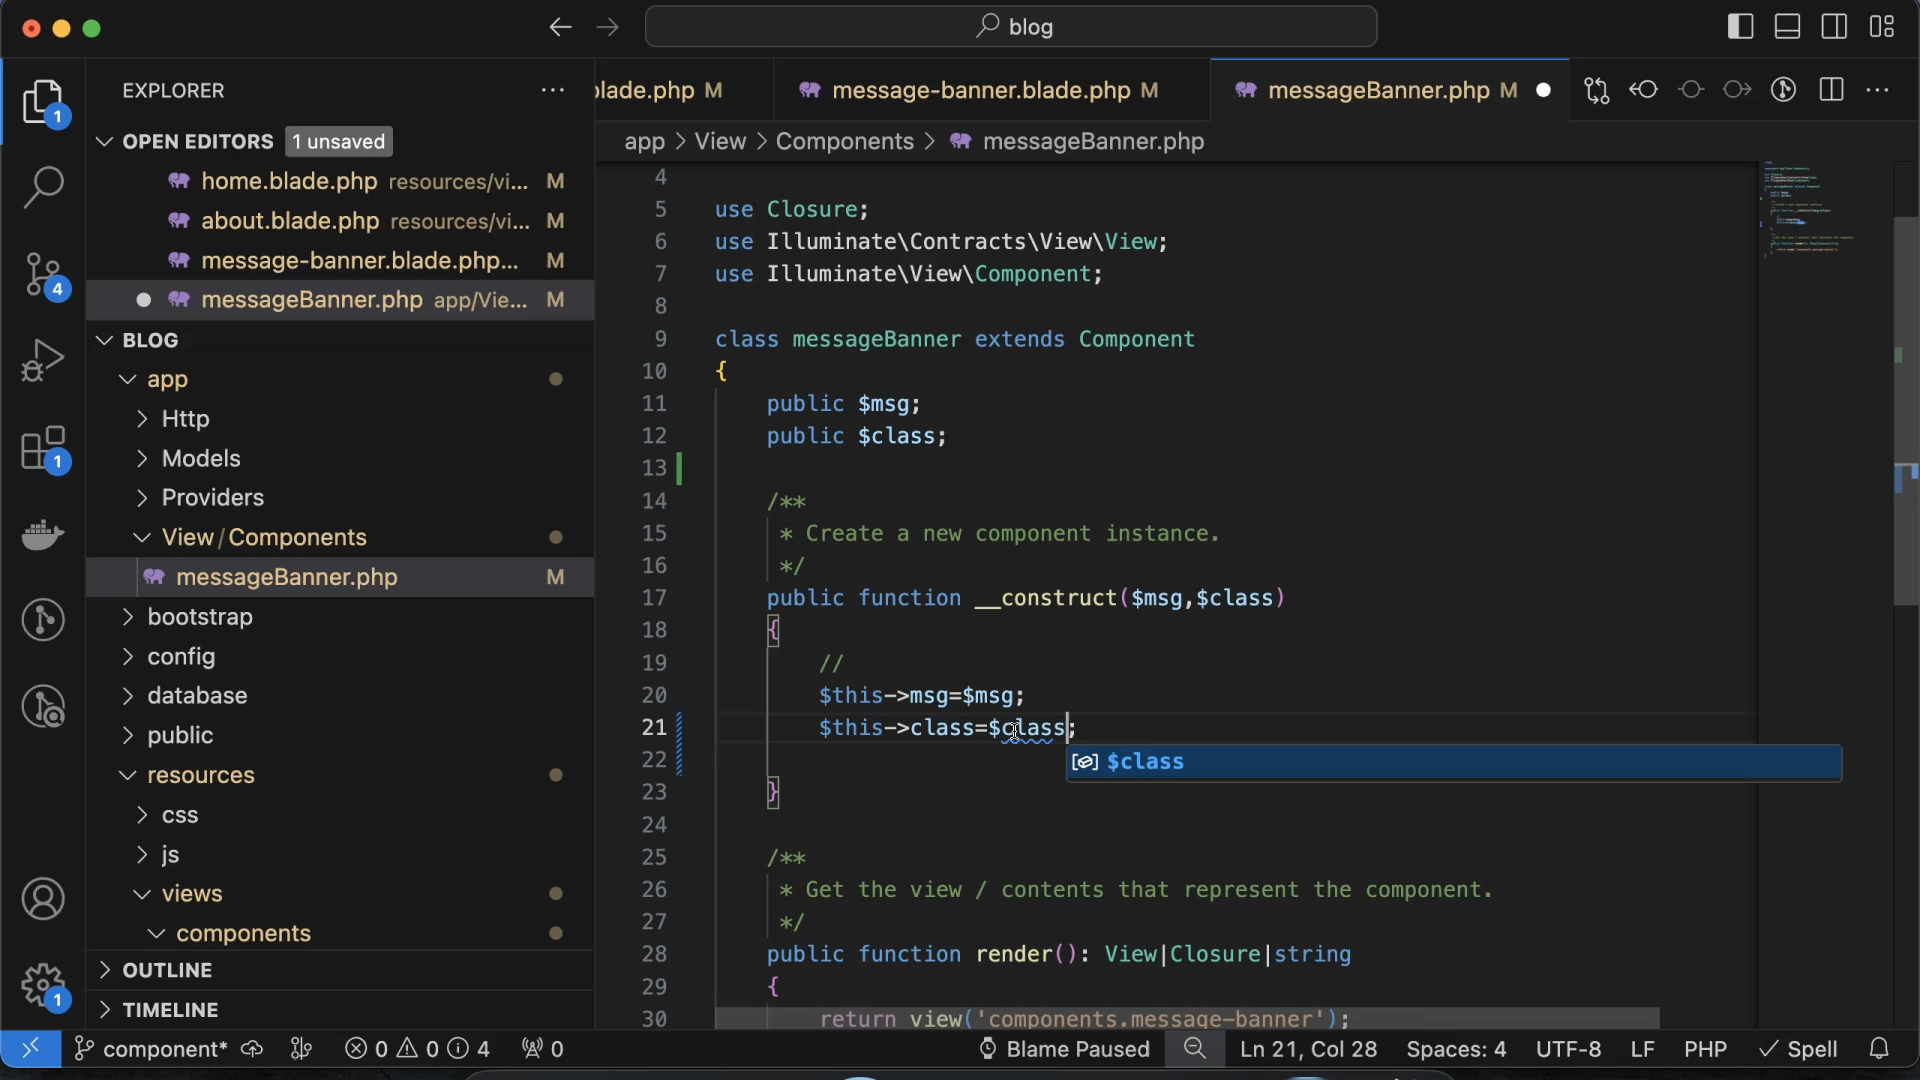 blog
EXPLORER
OPEN EDITORS 1 unsaved
home.blade.php resources/vi... M
about.blade.php resources/vi... M
message-banner.blade.php... M
messageBanner.php app/Vie... M
BLOG
app
Http
Models
Providers
View/Components
messageBanner.php M
bootstrap
config
database
public
resources
css
js
views
components
OUTLINE
TIMELINE
1
4
1
1
lade.php M
message-banner.blade.php M
messageBanner.php M
app > View > Components > messageBanner.php
4
5 use Closure;
6 use Illuminate\Contracts\View\View;
7 use Illuminate\View\Component;
8
9 class messageBanner extends Component
10 {
11 public $msg;
12 public $class;
13
14 /**
15 * Create a new component instance.
16 */
17 public function __construct($msg,$class)
18 {
19 //
20 $this->msg=$msg;
21 $this->class=$class;
$class
22
23 }
24
25 /**
26 * Get the view / contents that represent the component.
27 */
28 public function render(): View|Closure|string
29 {
30 return view('components.message-banner');
component* 0 0 4 0 Blame Paused Ln 21, Col 28 Spaces: 4 UTF-8 LF PHP Spell